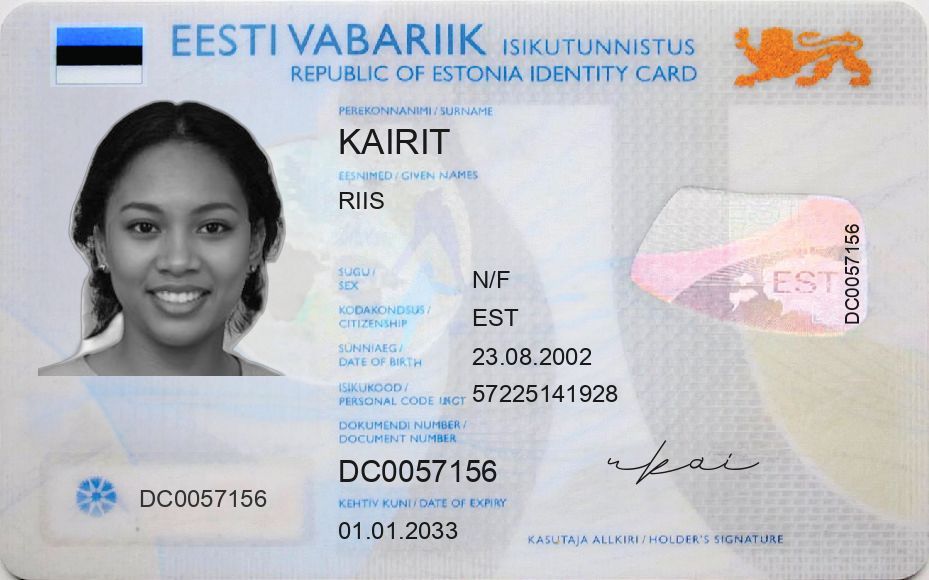 EESTI VABARIIK ISIKUTUNNISTUS
REPUBLIC OF ESTONIA IDENTITY CARD
PEREKONNANIMI / SURNAME
KAIRIT
EESNIMED / GIVEN NAMES
RIIS
SUGU /
SEX
N/F
KODAKONDSUS /
CITIZENSHIP
EST
SÜNNIAEG /
DATE OF BIRTH
23.08.2002
ISIKUKOOD /
PERSONAL CODE
57225141928
DOKUMENDI NUMBER /
DOCUMENT NUMBER
DC0057156
KEHTIV KUNI / DATE OF EXPIRY
01.01.2033
DC0057156
EST
DC0057156
KASUTAJA ALLKIRI / HOLDER'S SIGNATURE